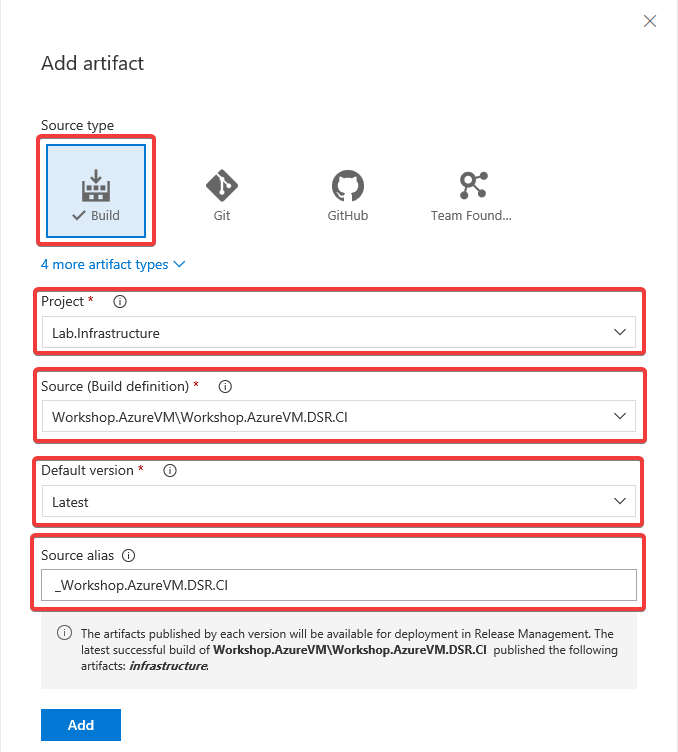 Add artifact
Source type
Build
Git
GitHub
Team Found...
4 more artifact types
Project *
Lab.Infrastructure
Source (Build definition) *
Workshop.AzureVM\Workshop.AzureVM.DSR.CI
Default version *
Latest
Source alias
_Workshop.AzureVM.DSR.CI
The artifacts published by each version will be available for deployment in Release Management. The
latest successful build of Workshop.AzureVM\Workshop.AzureVM.DSR.CI published the following
artifacts: infrastructure.
Add